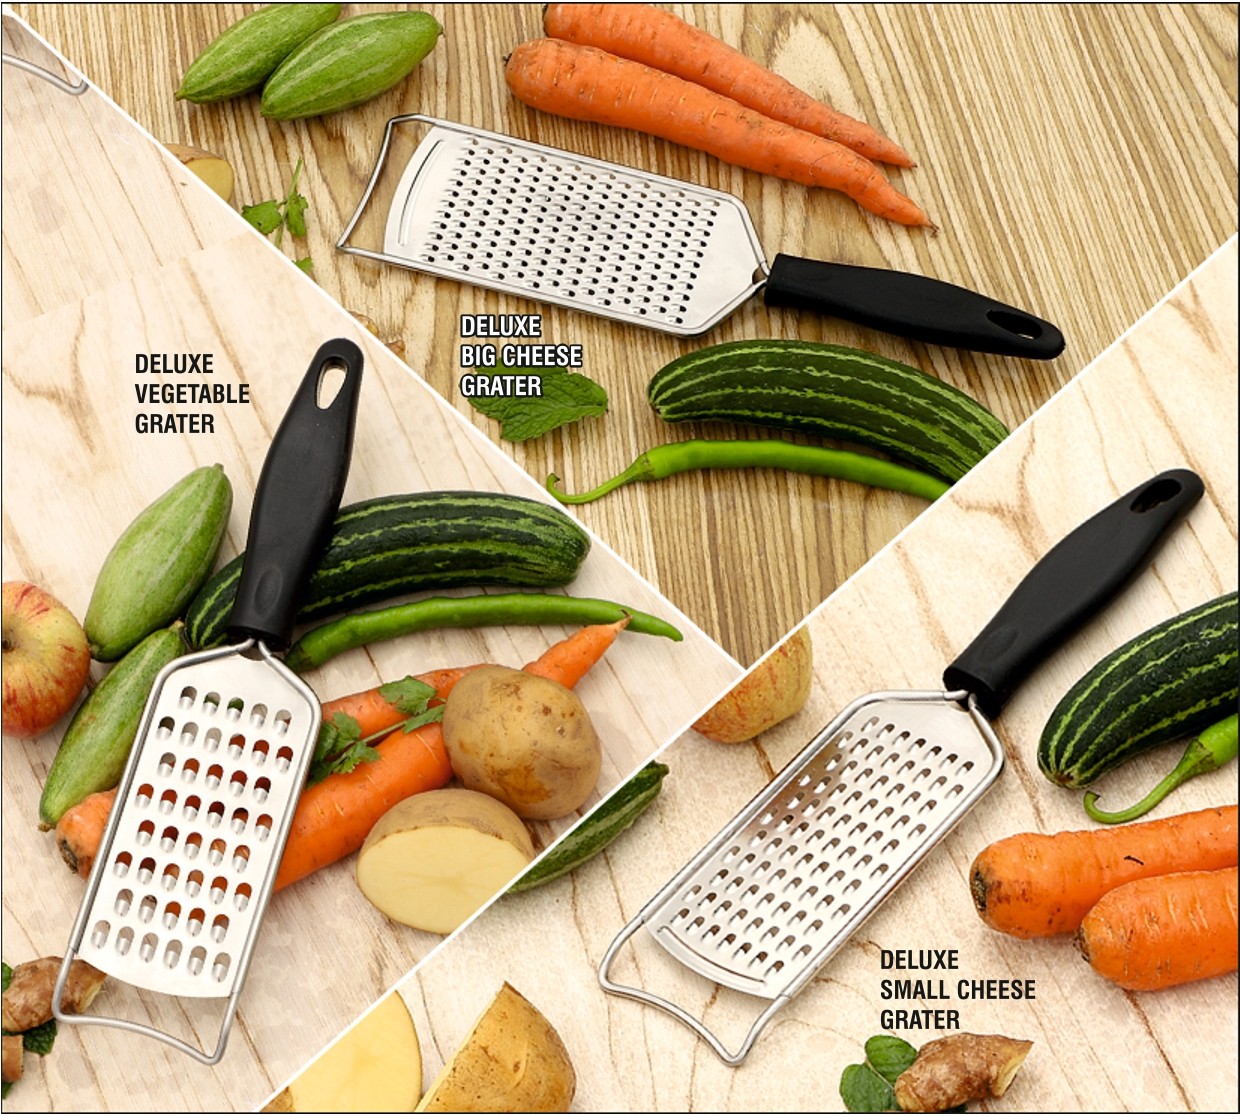 DELUXE
BIG CHEESE
GRATER
DELUXE
VEGETABLE
GRATER
DELUXE
SMALL CHEESE
GRATER